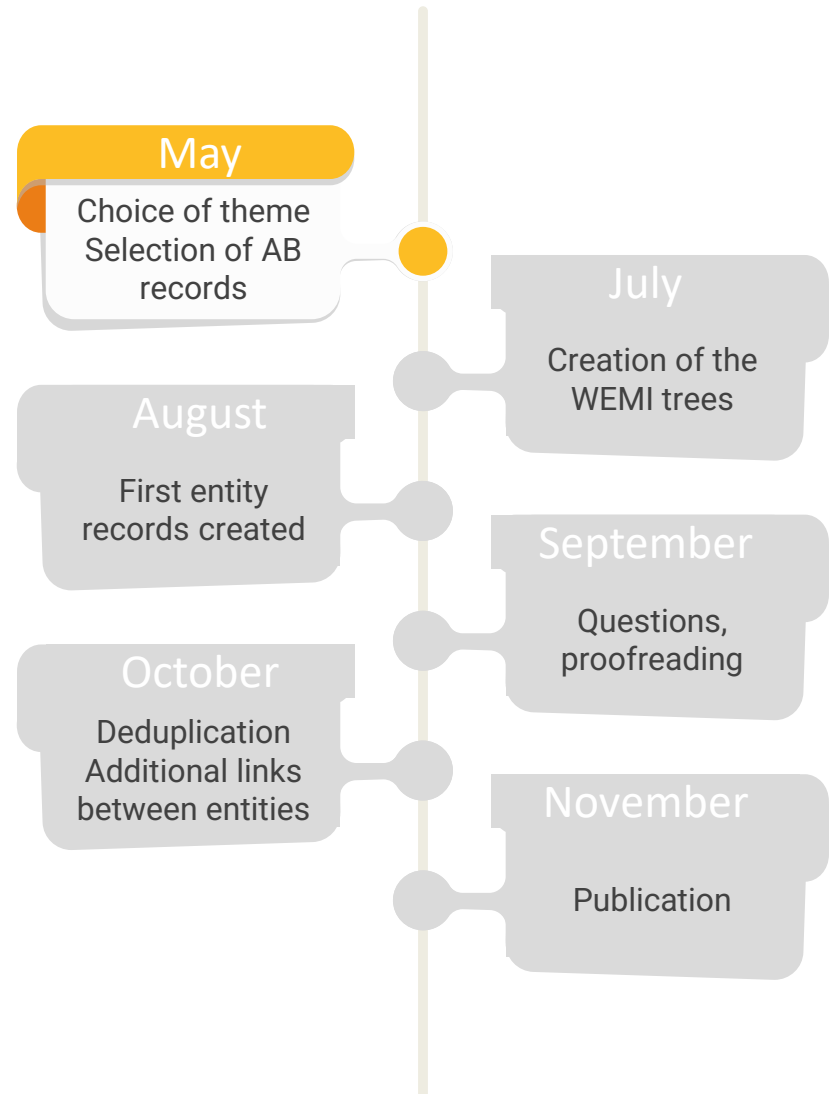 May
Choice of theme
Selection of AB
records
July
Creation of the
WEMI trees
August
First entity
records created
September
Questions,
proofreading
October
Deduplication
Additional links
between entities
November
Publication